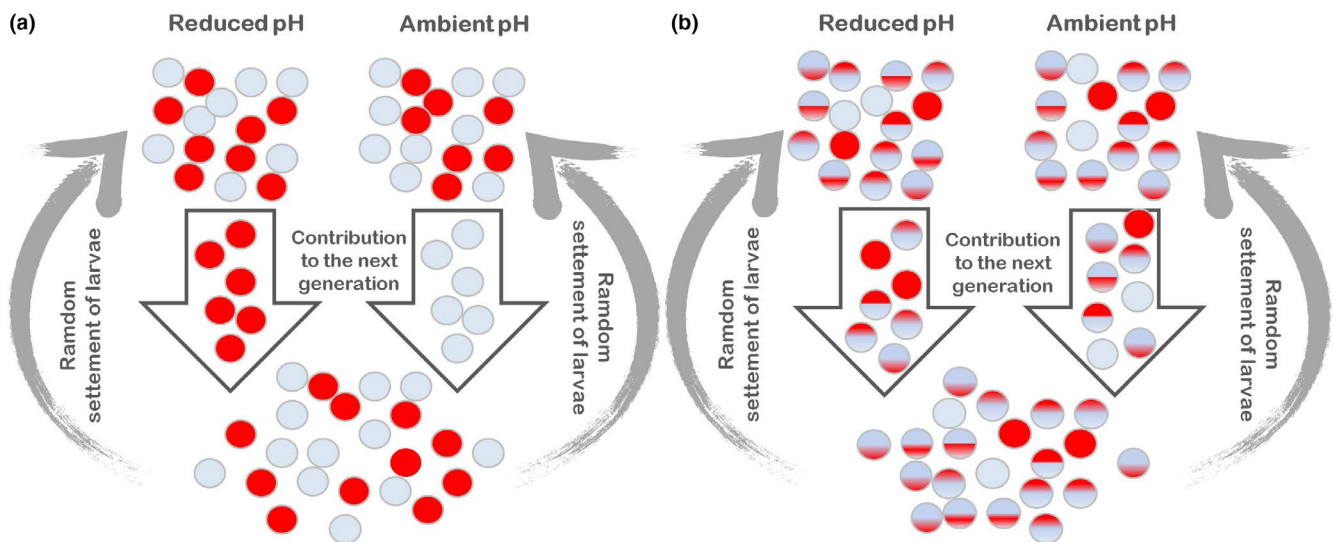 (a)
Reduced pH
Ambient pH
Contribution
to the next
generation
Ramdom
settement of larvae
Ramdom
settement of larvae
(b)
Reduced pH
Ambient pH
Contribution
to the next
generation
Ramdom
settement of larvae
Ramdom
settement of larvae